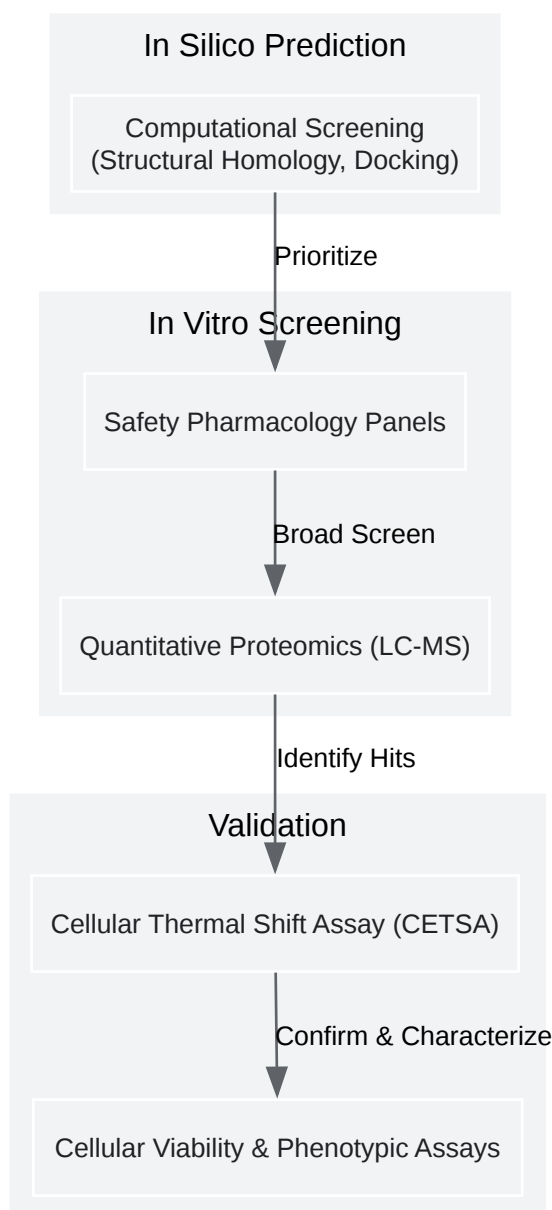 In Silico Prediction
Computational Screening
(Structural Homology, Docking)
Prioritize
In Vitro Screening
Safety Pharmacology Panels
Broad Screen
Quantitative Proteomics (LC-MS)
Identify Hits
Validation
Cellular Thermal Shift Assay (CETSA)
Confirm & Characterize
Cellular Viability & Phenotypic Assays